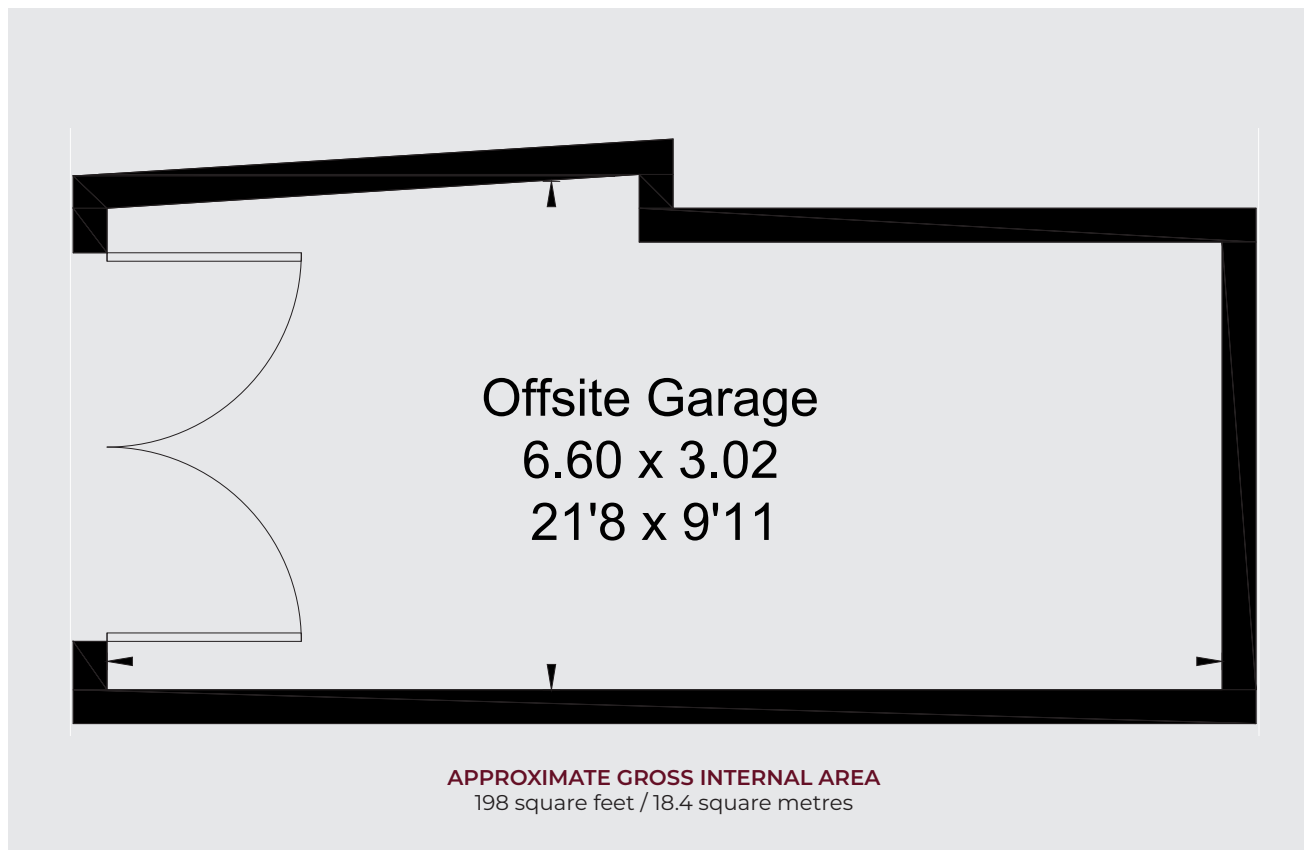 Offsite Garage
6.60 x 3.02
21'8 x 9'11
APPROXIMATE GROSS INTERNAL AREA
198 square feet / 18.4 square metres